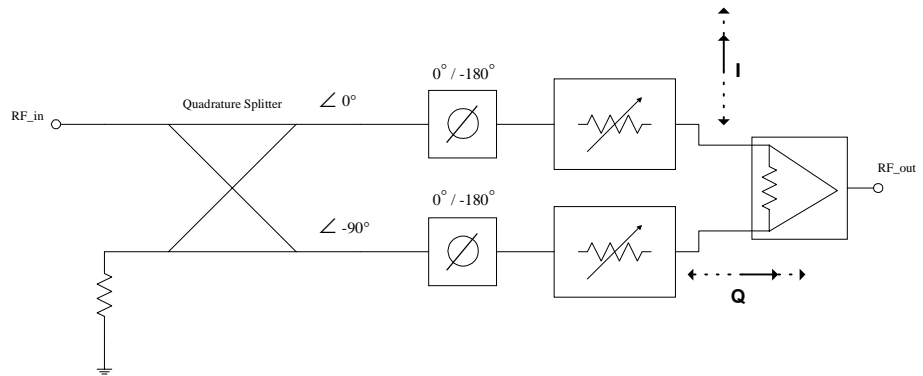 0° / -180°
I
Quadrature Splitter
∠ 0°
RF_in
RF_out
0° / -180°
∠ -90°
Q